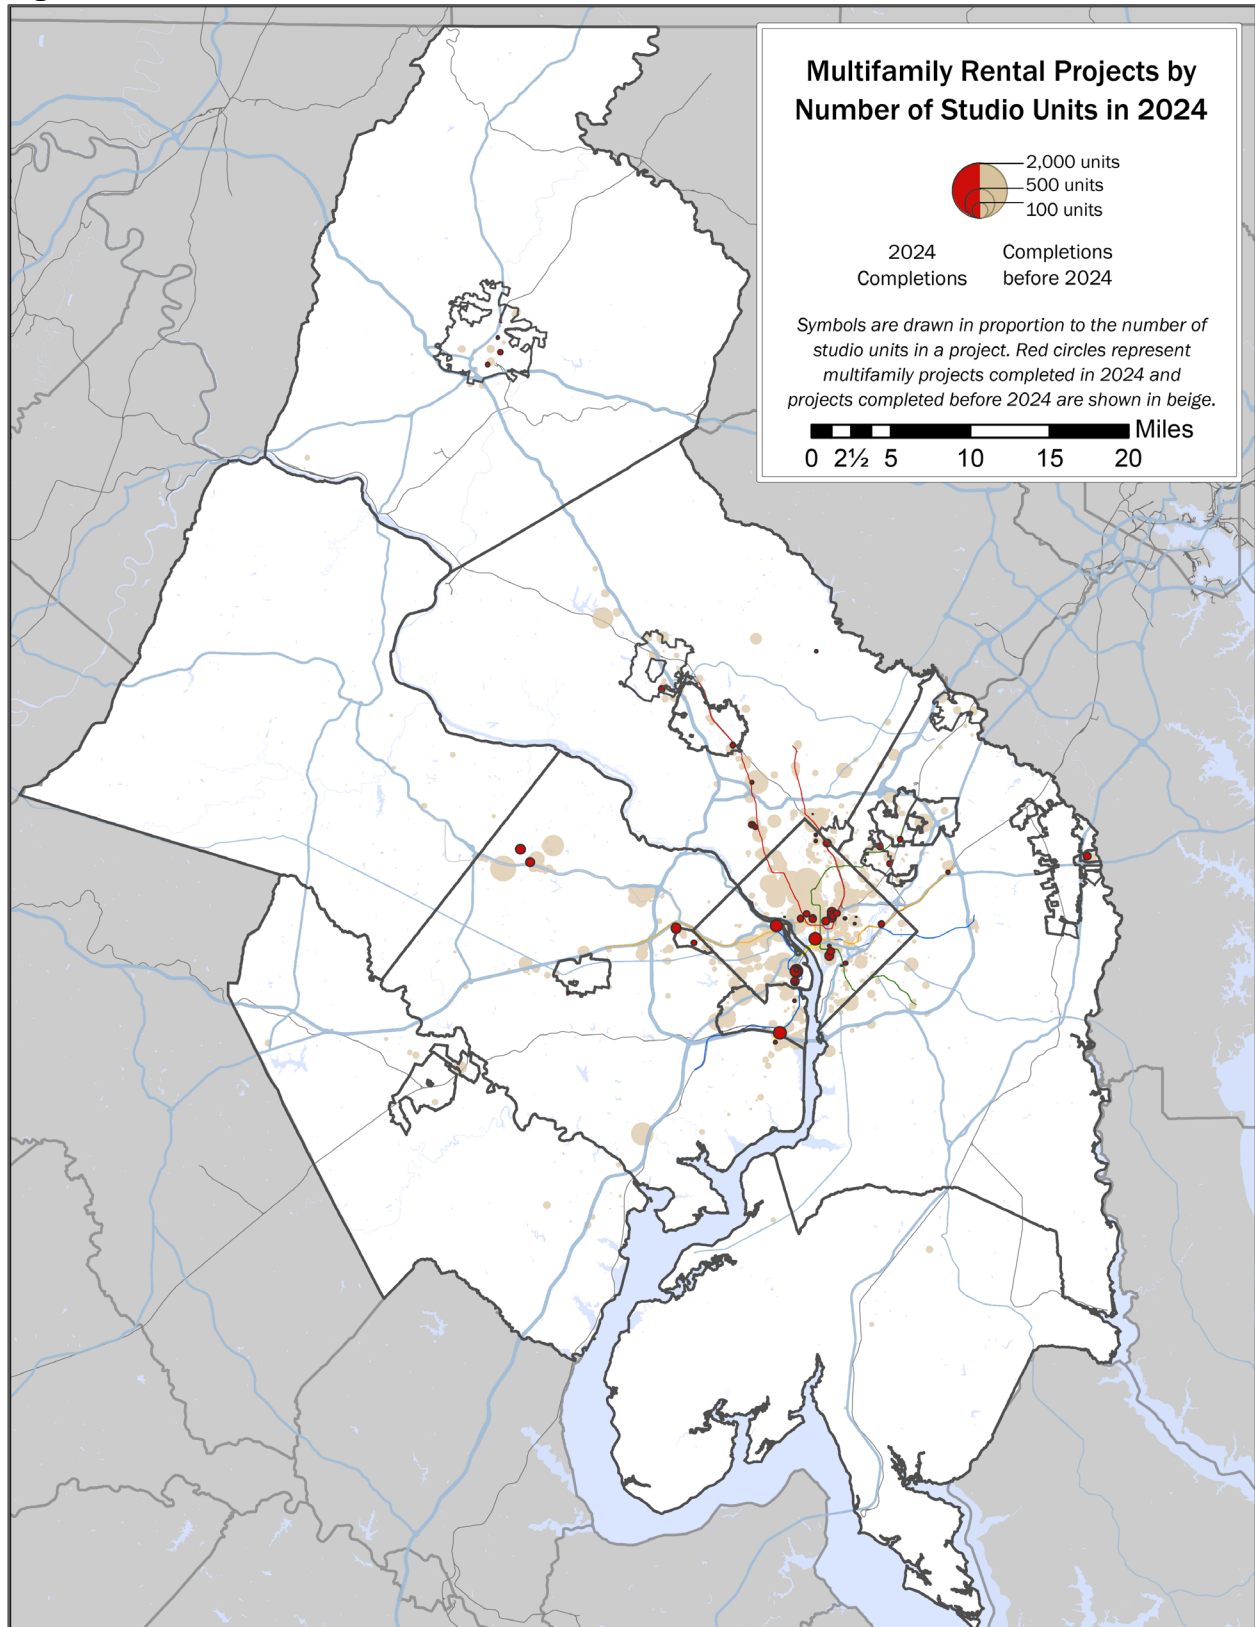 Multifamily Rental Projects by
Number of Studio Units in 2024
2,000 units
500 units
100 units
2024
Completions
Completions
before 2024
Symbols are drawn in proportion to the number of
studio units in a project. Red circles represent
multifamily projects completed in 2024 and
projects completed before 2024 are shown in beige.
Miles
0 2½ 5 10 15 20